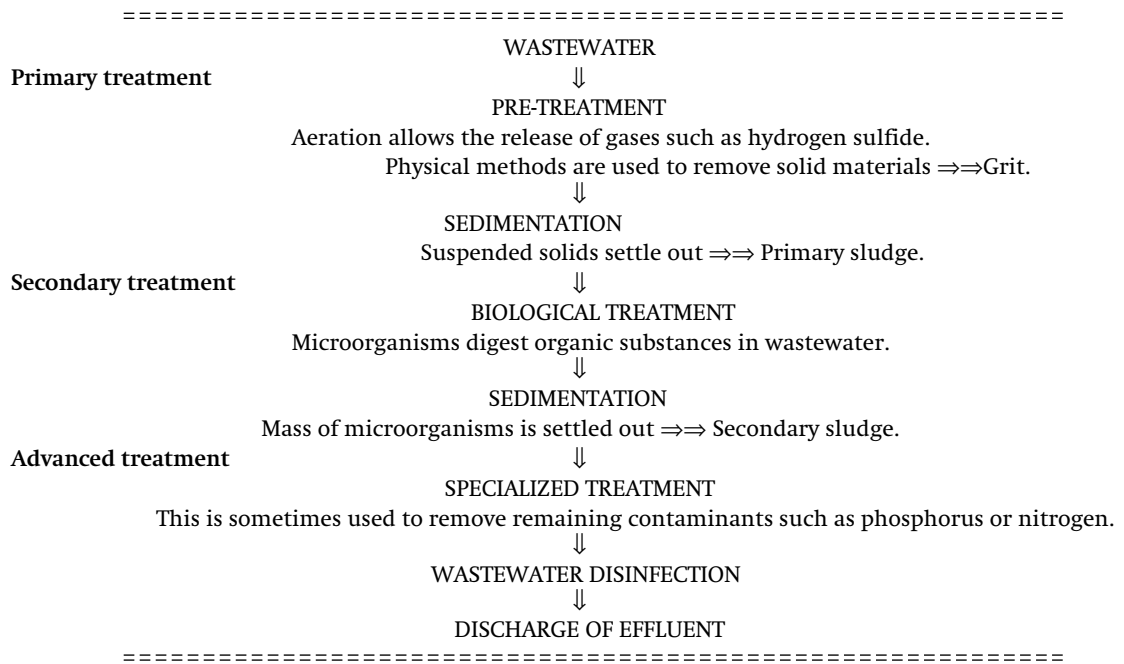 ============================================================
WASTEWATER
Primary treatment ⇓
PRE-TREATMENT
Aeration allows the release of gases such as hydrogen sulfide.
Physical methods are used to remove solid materials ⇒⇒Grit.
⇓
SEDIMENTATION
Suspended solids settle out ⇒⇒ Primary sludge.
Secondary treatment ⇓
BIOLOGICAL TREATMENT
Microorganisms digest organic substances in wastewater.
⇓
SEDIMENTATION
Mass of microorganisms is settled out ⇒⇒ Secondary sludge.
Advanced treatment ⇓
SPECIALIZED TREATMENT
This is sometimes used to remove remaining contaminants such as phosphorus or nitrogen.
⇓
WASTEWATER DISINFECTION
⇓
DISCHARGE OF EFFLUENT
============================================================